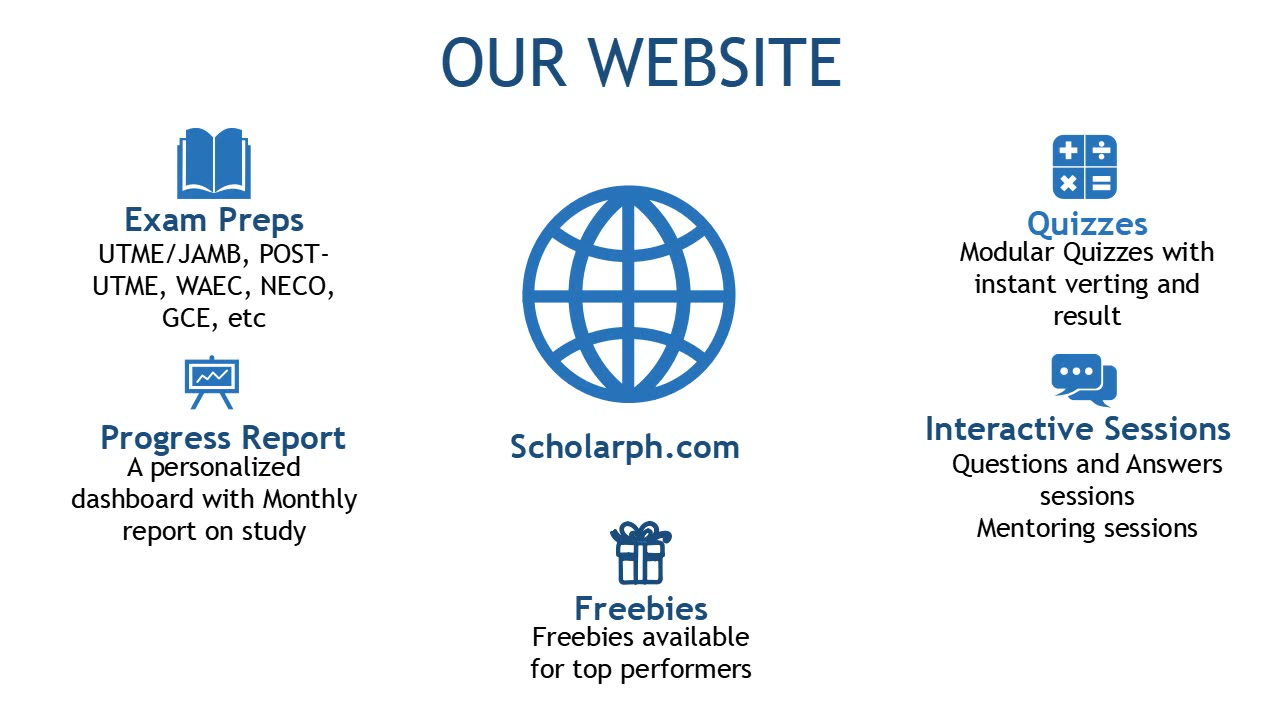 OUR WEBSITE
Exam Preps
UTME/JAMB, POST-
UTME, WAEC, NECO,
GCE, etc
Progress Report
A personalized
dashboard with Monthly
report on study
Scholarph.com
Freebies
Freebies available
for top performers
Quizzes
Modular Quizzes with
instant verting and
result
Interactive Sessions
Questions and Answers
sessions
Mentoring sessions